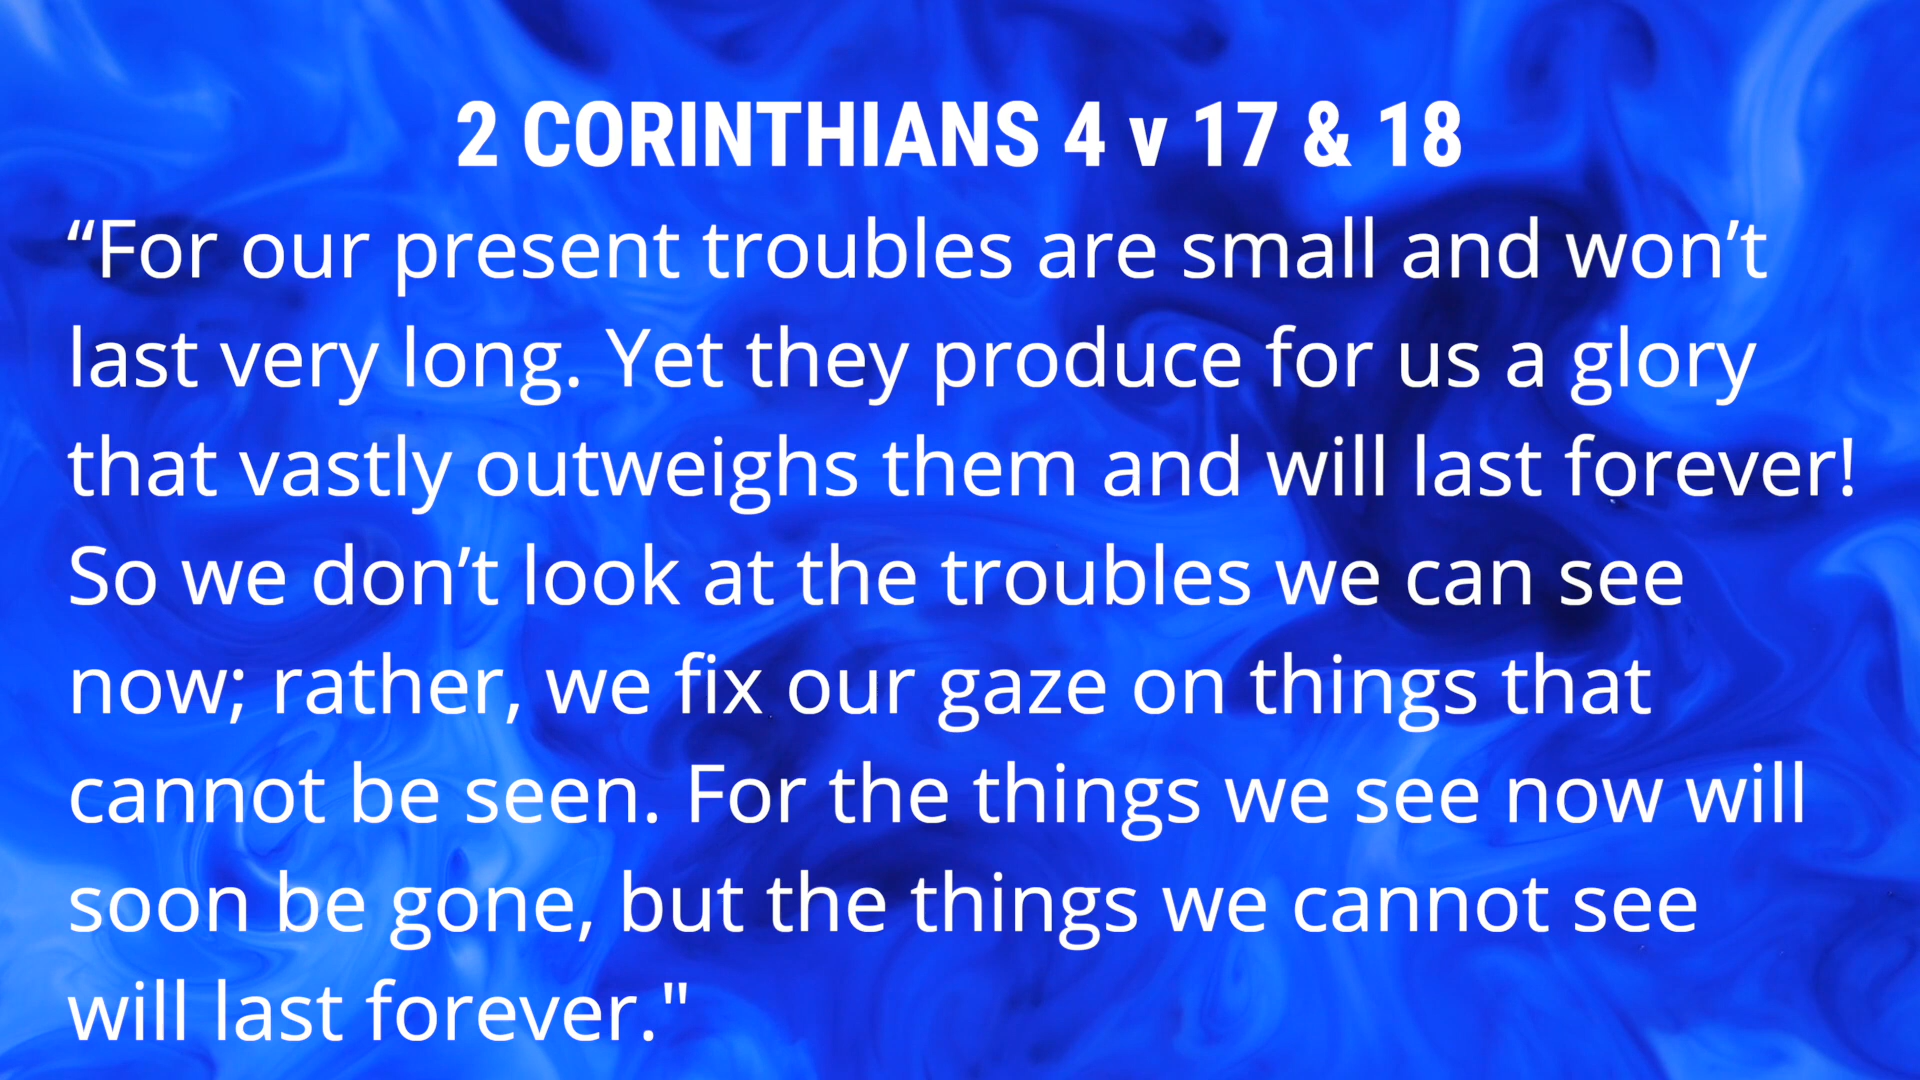 2 CORINTHIANS 4 v 17 & 18
“For our present troubles are small and won’t
last very long. Yet they produce for us a glory
that vastly outweighs them and will last forever!
So we don’t look at the troubles we can see
now; rather, we fix our gaze on things that
cannot be seen. For the things we see now will
soon be gone, but the things we cannot see
will last forever."